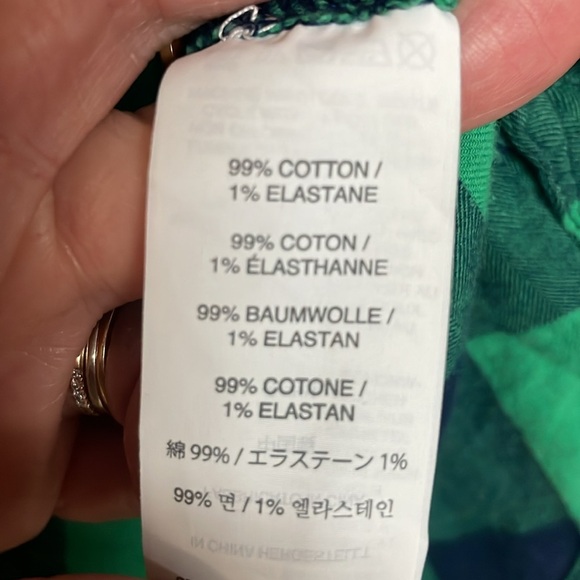 99% COTTON /
1% ELASTANE
99% COTON /
1% ÉLASTHANNE
99% BAUMWOLLE /
1% ELASTAN
99% COTONE /
1% ELASTAN
綿 99% / エラステーン 1%
99% 면 / 1% 엘라스테인